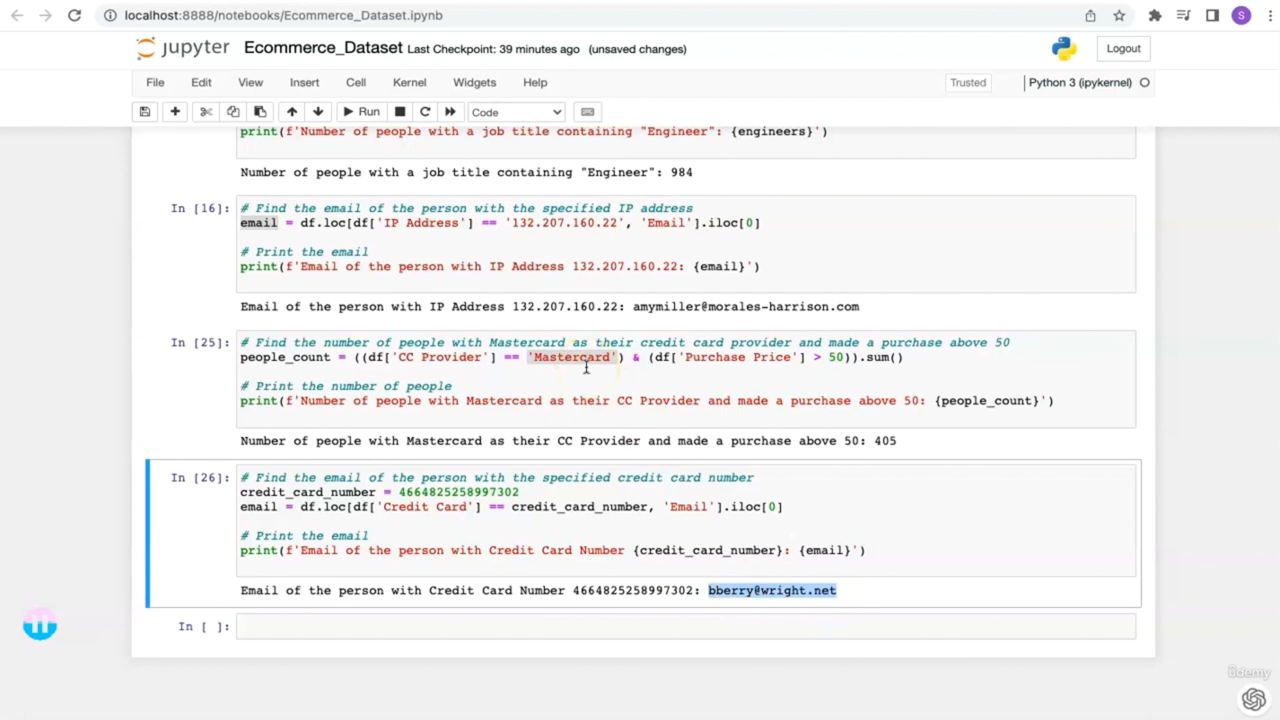 localhost:8888/notebooks/Ecommerce_Dataset.ipynb
S
jupyter Ecommerce_Dataset Last Checkpoint: 39 minutes ago (unsaved changes)
Logout
File Edit View Insert Cell Kernel Widgets Help
Trusted
Python 3 (ipykernel)
Run
Code
print(f'Number of people with a job title containing "Engineer": {engineers}')
Number of people with a job title containing "Engineer": 984
In [16]: # Find the email of the person with the specified IP address
email = df.loc[df['IP Address'] == '132.207.160.22', 'Email'].iloc[0]
# Print the email
print(f'Email of the person with IP Address 132.207.160.22: {email}')
Email of the person with IP Address 132.207.160.22: amymiller@morales-harrison.com
In [25]: # Find the number of people with Mastercard as their credit card provider and made a purchase above 50
people_count = ((df['CC Provider'] == 'Mastercard') & (df['Purchase Price'] > 50)).sum()
# Print the number of people
print(f'Number of people with Mastercard as their CC Provider and made a purchase above 50: {people_count}')
Number of people with Mastercard as their CC Provider and made a purchase above 50: 405
In [26]: # Find the email of the person with the specified credit card number
credit_card_number = 4664825258997302
email = df.loc[df['Credit Card'] == credit_card_number, 'Email'].iloc[0]
# Print the email
print(f'Email of the person with Credit Card Number {credit_card_number}: {email}')
Email of the person with Credit Card Number 4664825258997302: bberry@wright.net
In [ ]:
ûdemy